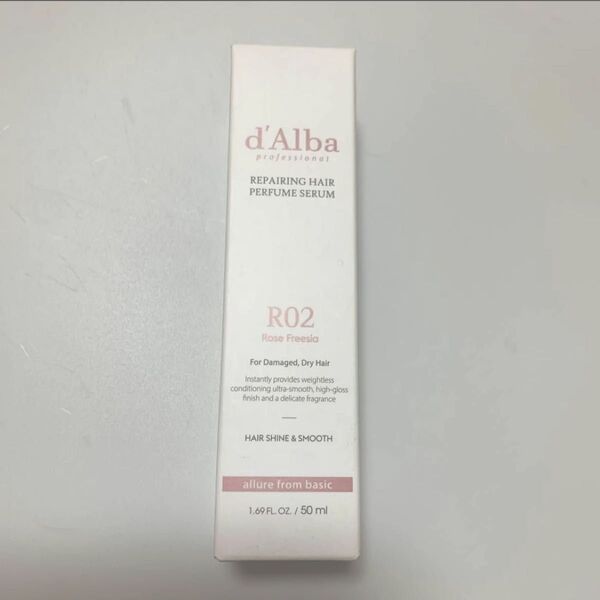 d'Alba
professional
REPAIRING HAIR
PERFUME SERUM
R02
Rose Freesia
For Damaged, Dry Hair
Instantly provides weightless
conditioning ultra-smooth, high-gloss
finish and a delicate fragrance
HAIR SHINE & SMOOTH
allure from basic
1.69 FL. OZ. / 50 ml